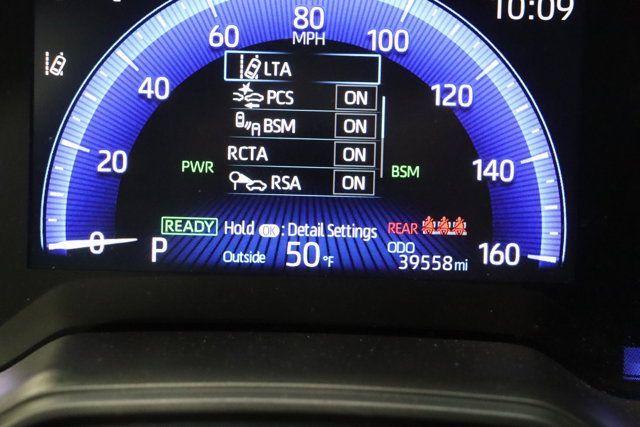 10:09
80
MPH
60
100
LTA
40
PCS ON
120
BSM ON
RCTA ON
20
PWR
BSM
140
RSA ON
READY Hold OK : Detail Settings REAR
0
P
Outside 50 °F
ODO
39558 mi
160